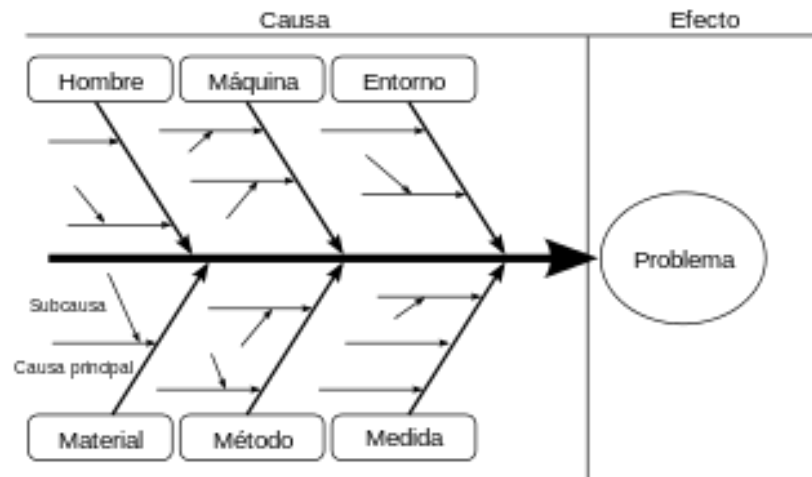 Causa
Efecto
Hombre
Máquina
Entorno
Problema
Subcausa
Causa principal
Material
Método
Medida